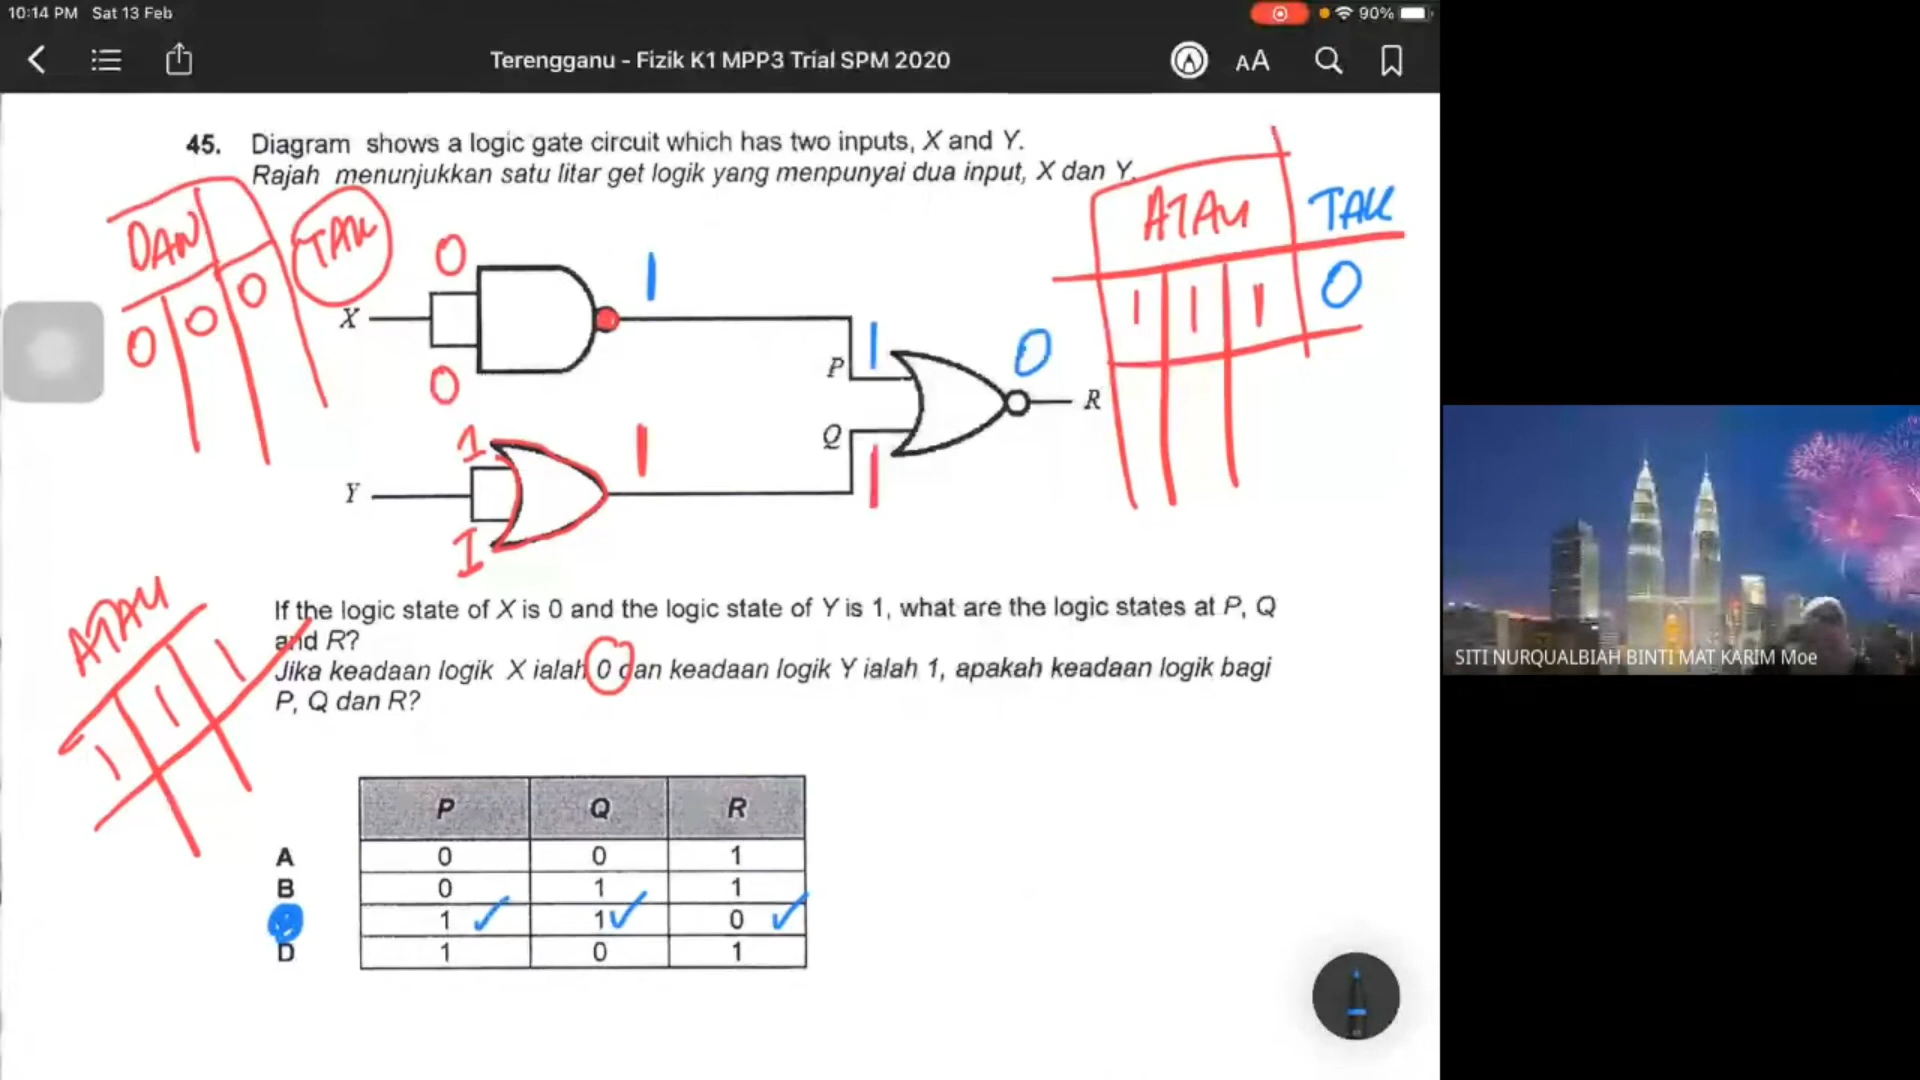 10:14 PM Sat 13 Feb
90%
Terengganu - Fizik K1 MPP3 Trial SPM 2020
AA
45. Diagram shows a logic gate circuit which has two inputs, X and Y.
Rajah menunjukkan satu litar get logik yang menpunyai dua input, X dan Y.
DAN TAK
0 0 0
ATAU TAK
1 1 1 0
X
0
0
1
P
1
0
R
Y
1
1
1
Q
1
ATAU
1 1 1
If the logic state of X is 0 and the logic state of Y is 1, what are the logic states at P, Q
and R?
Jika keadaan logik X ialah 0 dan keadaan logik Y ialah 1, apakah keadaan logik bagi
P, Q dan R?
P Q R
A 0 0 1
B 0 1 1
1 1 0
D 1 0 1
SITI NURQUALBIAH BINTI MAT KARIM Moe